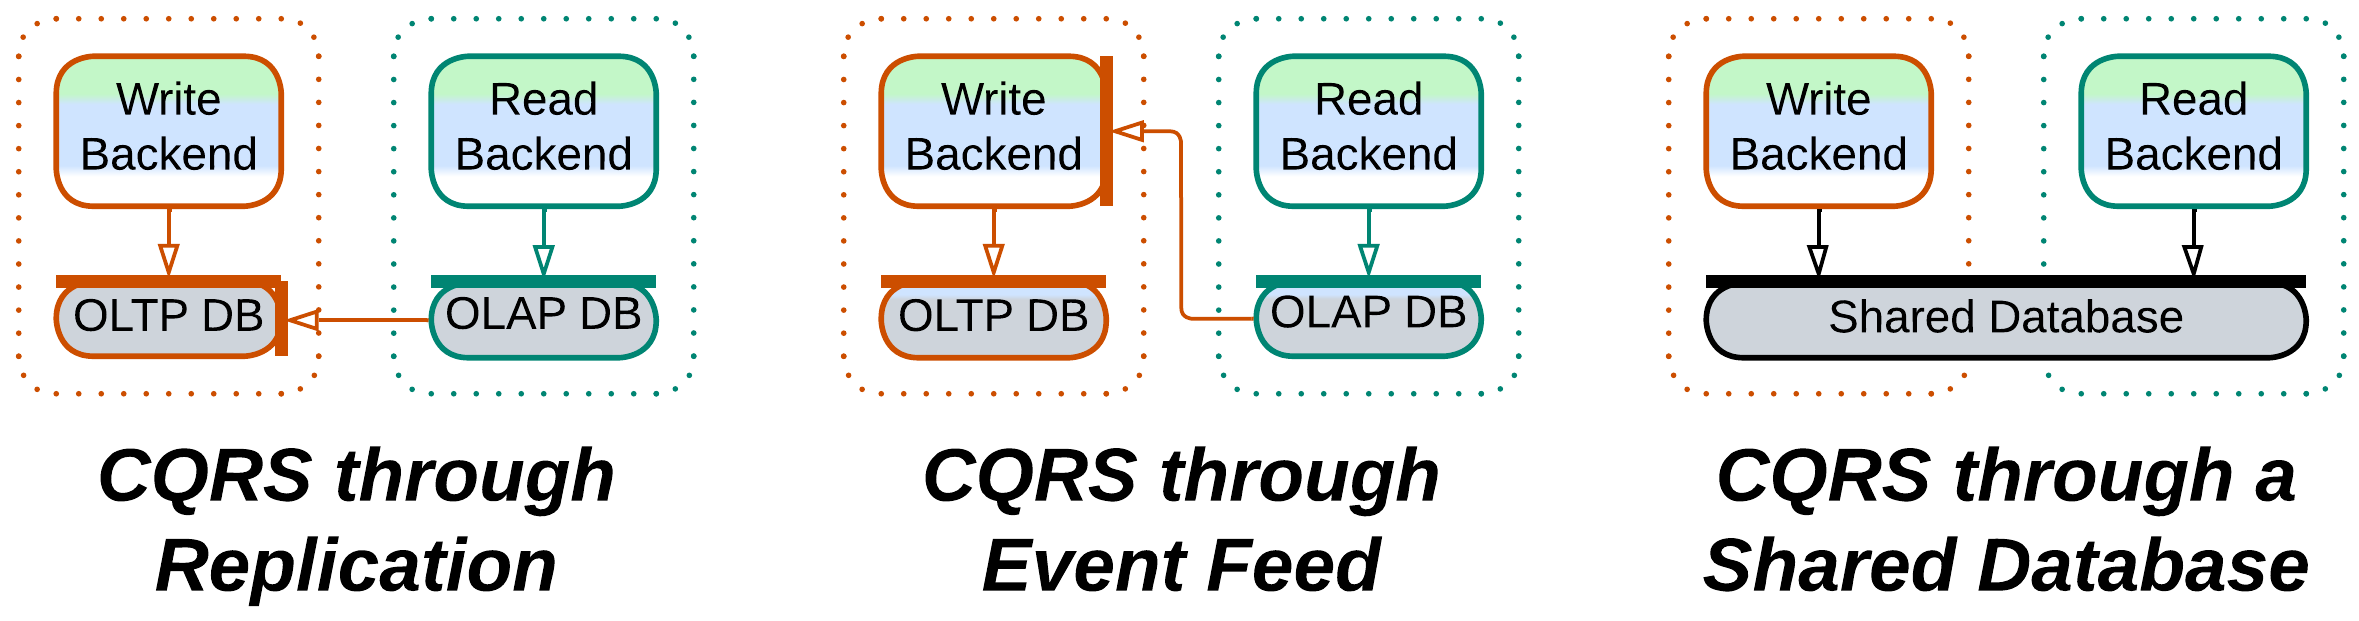 Write
Backend
Read
Backend
OLTP DB
OLAP DB
CQRS through
Replication
Write
Backend
Read
Backend
OLTP DB
OLAP DB
CQRS through
Event Feed
Write
Backend
Read
Backend
Shared Database
CQRS through a
Shared Database